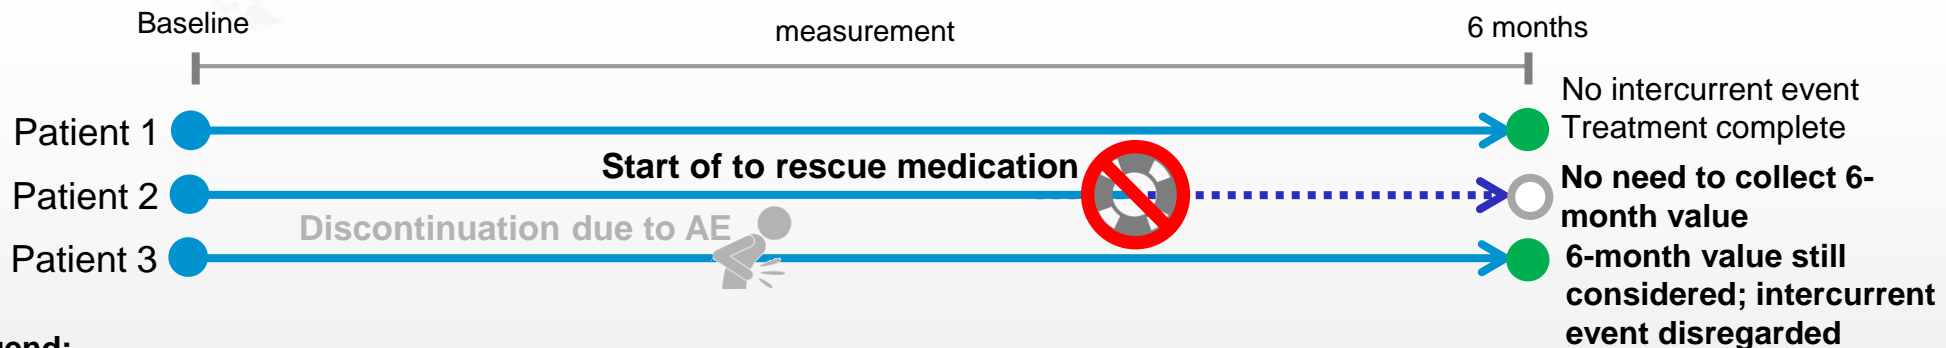 Baseline
measurement
6 months
No intercurrent event
Treatment complete
Patient 1
Start of to rescue medication
Patient 2
No need to collect 6-
month value
Discontinuation due to AE
Patient 3
6-month value still
considered; intercurrent
event disregarded